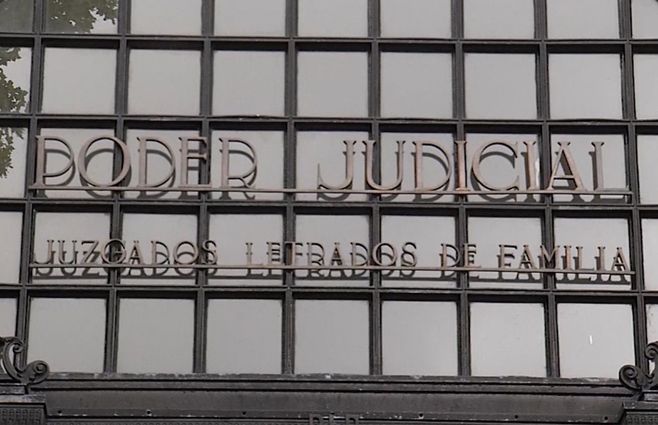 PODER JUDICIAL
JUZGADOS LETRADOS DE FAMILIA